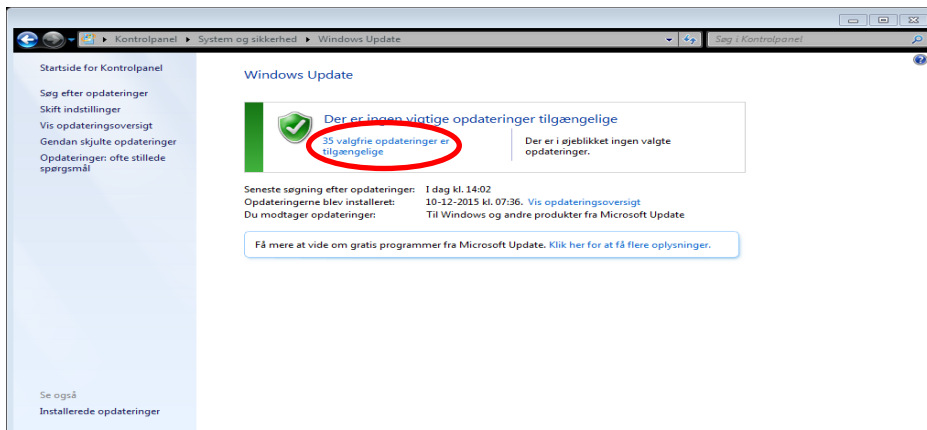 Kontrolpanel ▸ System og sikkerhed ▸ Windows Update
Søg i Kontrolpanel
Startside for Kontrolpanel
Søg efter opdateringer
Skift indstillinger
Vis opdateringsoversigt
Gendan skjulte opdateringer
Opdateringer: ofte stillede
spørgsmål
Windows Update
Der er ingen vigtige opdateringer tilgængelige
35 valgfrie opdateringer er
tilgængelige
Der er i øjeblikket ingen valgte
opdateringer.
Seneste søgning efter opdateringer: I dag kl. 14:02
Opdateringerne blev installeret: 10-12-2015 kl. 07:36. Vis opdateringsoversigt
Du modtager opdateringer: Til Windows og andre produkter fra Microsoft Update
Få mere at vide om gratis programmer fra Microsoft Update. Klik her for at få flere oplysninger.
Se også
Installerede opdateringer